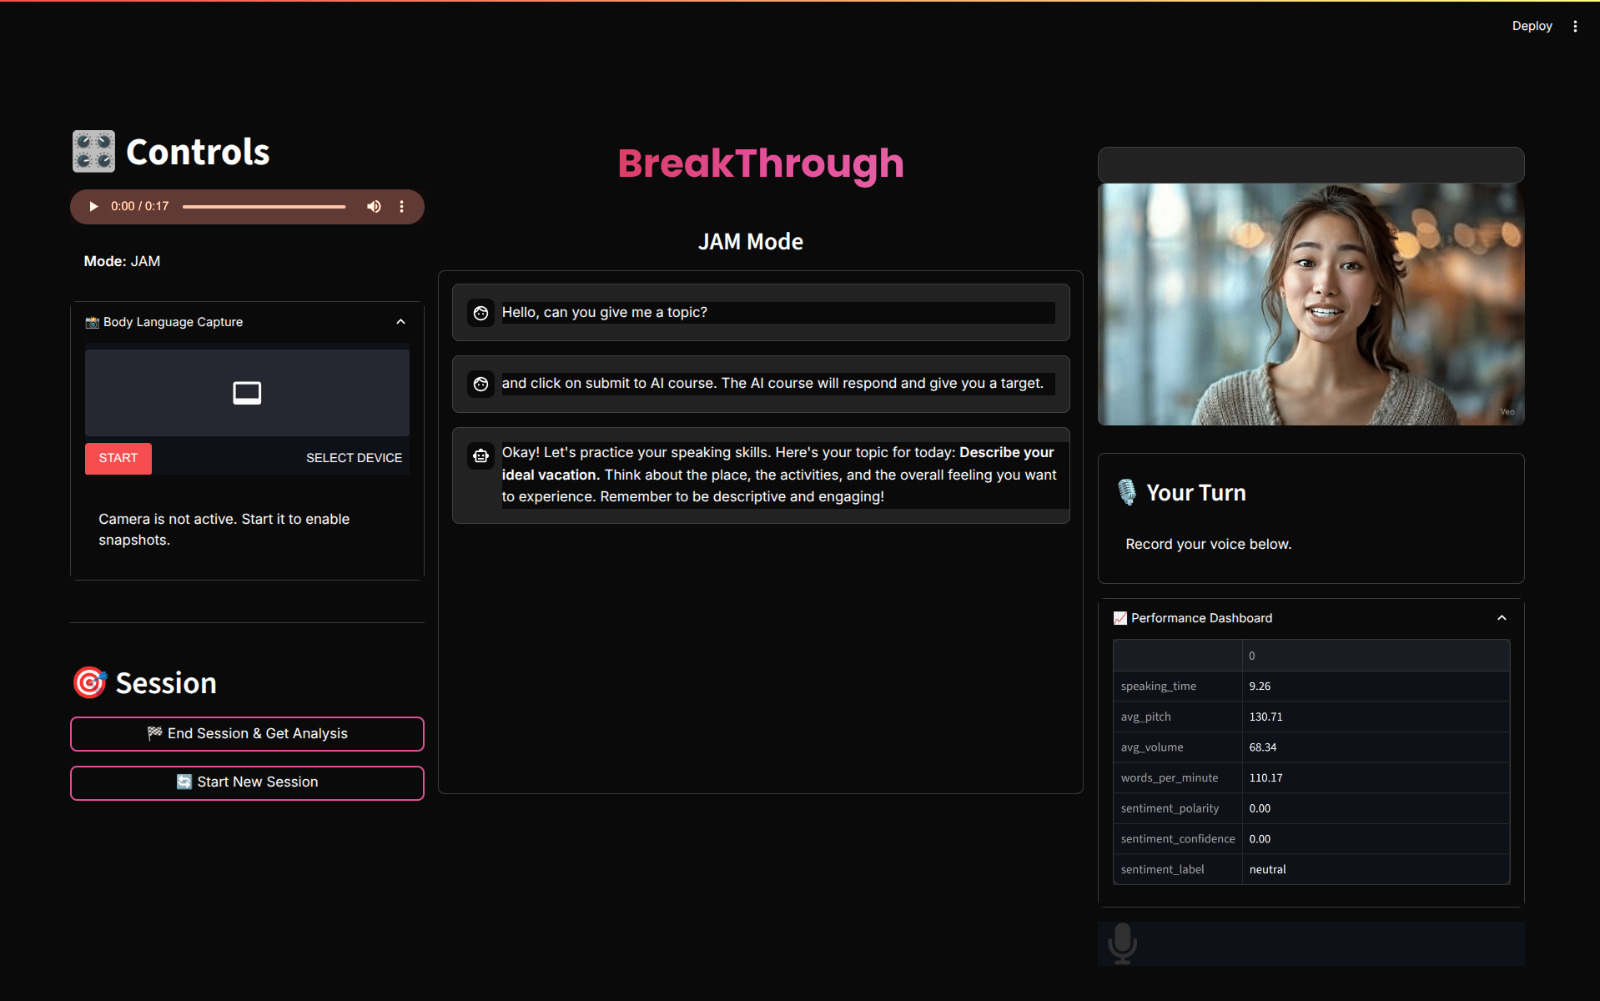 Deploy
Controls
0:00 / 0:17
Mode: JAM
Body Language Capture
START
SELECT DEVICE
Camera is not active. Start it to enable
snapshots.
Session
End Session & Get Analysis
Start New Session
BreakThrough
JAM Mode
Hello, can you give me a topic?
and click on submit to AI course. The AI course will respond and give you a target.
Okay! Let's practice your speaking skills. Here's your topic for today: Describe your
ideal vacation. Think about the place, the activities, and the overall feeling you want
to experience. Remember to be descriptive and engaging!
Veo
Your Turn
Record your voice below.
Performance Dashboard
0
speaking_time 9.26
avg_pitch 130.71
avg_volume 68.34
words_per_minute 110.17
sentiment_polarity 0.00
sentiment_confidence 0.00
sentiment_label neutral